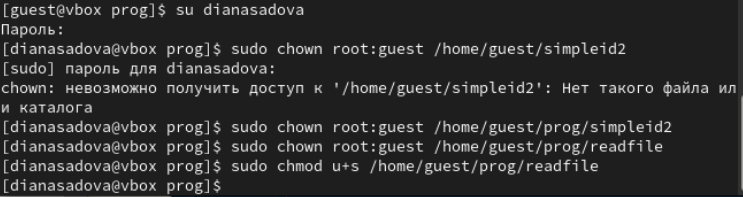 [guest@vbox prog]$ su dianasadova
Пароль:
[dianasadova@vbox prog]$ sudo chown root:guest /home/guest/simpleid2
[sudo] пароль для dianasadova:
chown: невозможно получить доступ к '/home/guest/simpleid2': Нет такого файла ил
и каталога
[dianasadova@vbox prog]$ sudo chown root:guest /home/guest/prog/simpleid2
[dianasadova@vbox prog]$ sudo chown root:guest /home/guest/prog/readfile
[dianasadova@vbox prog]$ sudo chmod u+s /home/guest/prog/readfile
[dianasadova@vbox prog]$